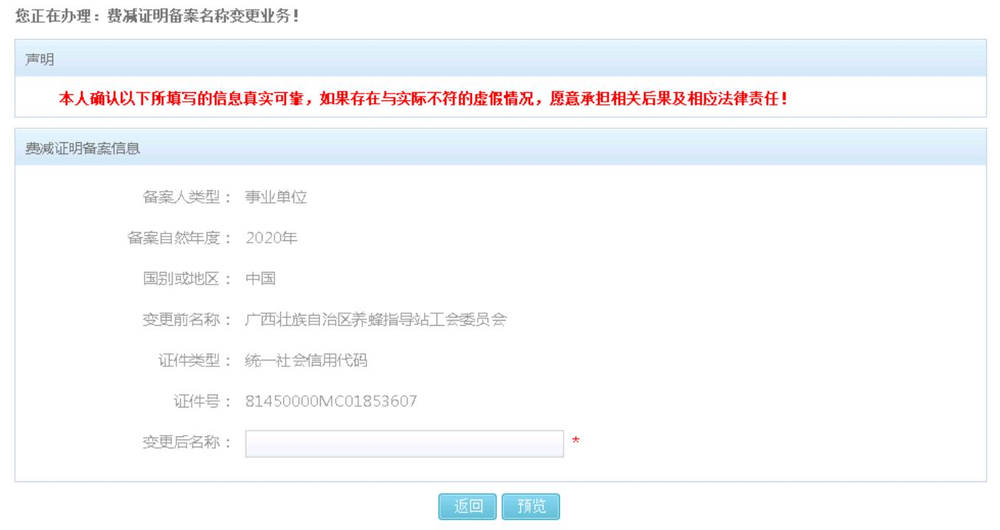 您正在办理：费减证明备案名称变更业务！
声明
本人确认以下所填写的信息真实可靠，如果存在与实际不符的虚假情况，愿意承担相关后果及相应法律责任！
费减证明备案信息
备案人类型： 事业单位
备案自然年度： 2020年
国别或地区： 中国
变更前名称： 广西壮族自治区养蜂指导站工会委员会
证件类型： 统一社会信用代码
证件号： 81450000MC01853607
变更后名称： *
返回 预览